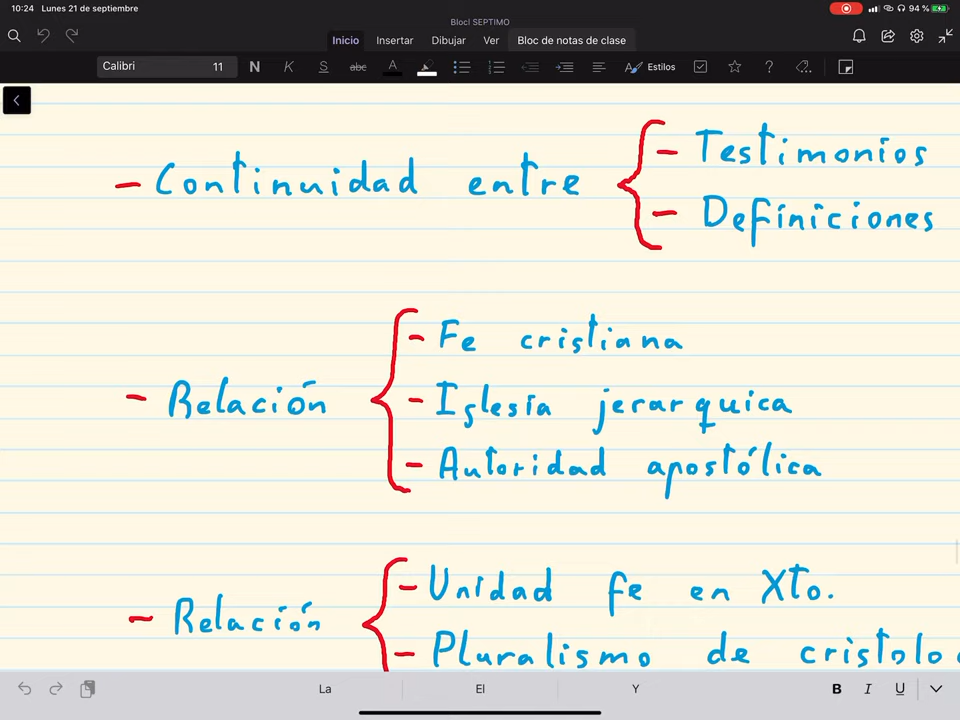 10:24 Lunes 21 de septiembre
94 %
Blocl SEPTIMO
Inicio Insertar Dibujar Ver Bloc de notas de clase
Calibri 11 N K S abc A Estilos ?
- Continuidad entre
- Testimonios
- Definiciones
- Relación
- Fe cristiana
- Iglesia jerarquica
- Autoridad apostólica
- Relación
- Unidad fe en Xto.
- Pluralismo de cristolo
La El Y B I U